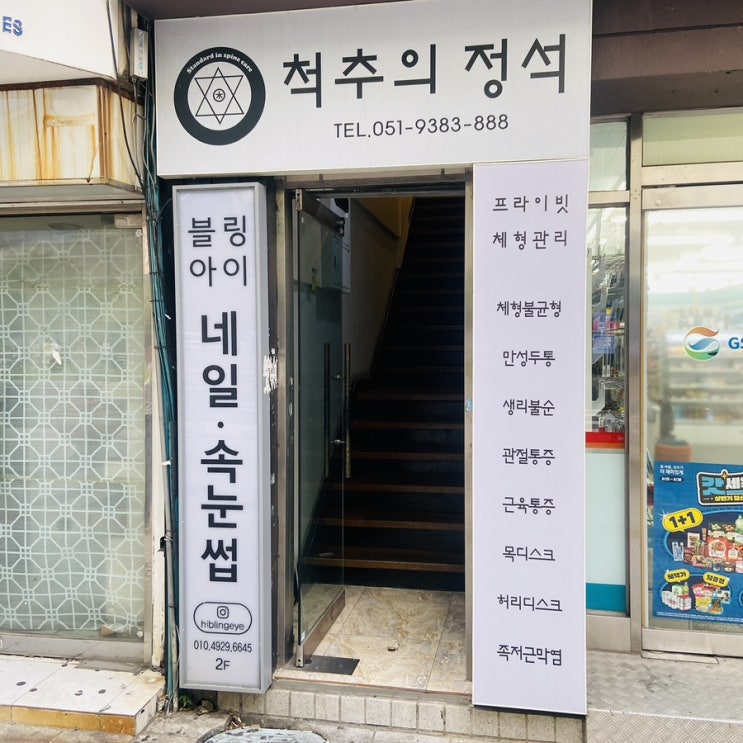 ES
Standard in spine care
척추의 정석
TEL.051-9383-888
블링
아이
네일·속눈썹
hiblingeye
010.4929.6645
2F
프라이빗
체형관리
체형불균형
만성두통
생리불순
관절통증
근육통증
목디스크
허리디스크
족저근막염
GS
1+1